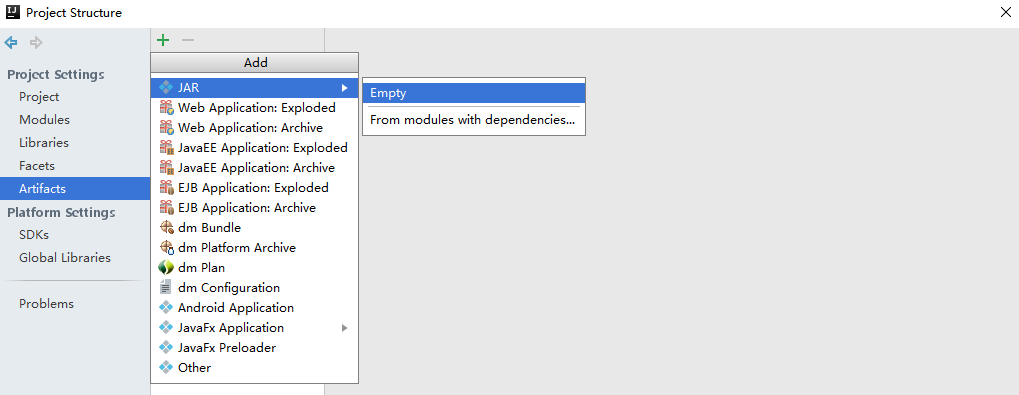 IJ Project Structure
Project Settings
Project
Modules
Libraries
Facets
Artifacts
Platform Settings
SDKs
Global Libraries
Problems
Add
JAR
Web Application: Exploded
Web Application: Archive
JavaEE Application: Exploded
JavaEE Application: Archive
EJB Application: Exploded
EJB Application: Archive
dm Bundle
dm Platform Archive
dm Plan
dm Configuration
Android Application
JavaFx Application
JavaFx Preloader
Other
Empty
From modules with dependencies...